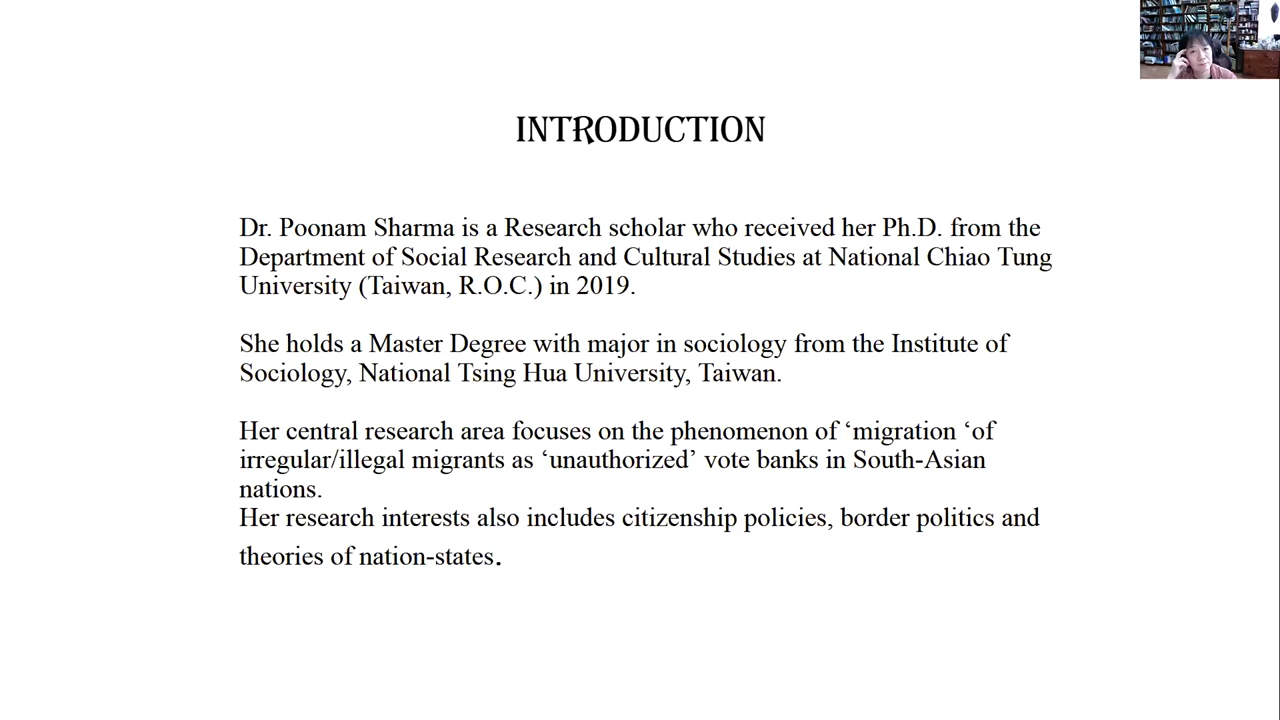 INTRODUCTION
Dr. Poonam Sharma is a Research scholar who received her Ph.D. from the
Department of Social Research and Cultural Studies at National Chiao Tung
University (Taiwan, R.O.C.) in 2019.
She holds a Master Degree with major in sociology from the Institute of
Sociology, National Tsing Hua University, Taiwan.
Her central research area focuses on the phenomenon of ‘migration ‘of
irregular/illegal migrants as ‘unauthorized’ vote banks in South-Asian
nations.
Her research interests also includes citizenship policies, border politics and
theories of nation-states.